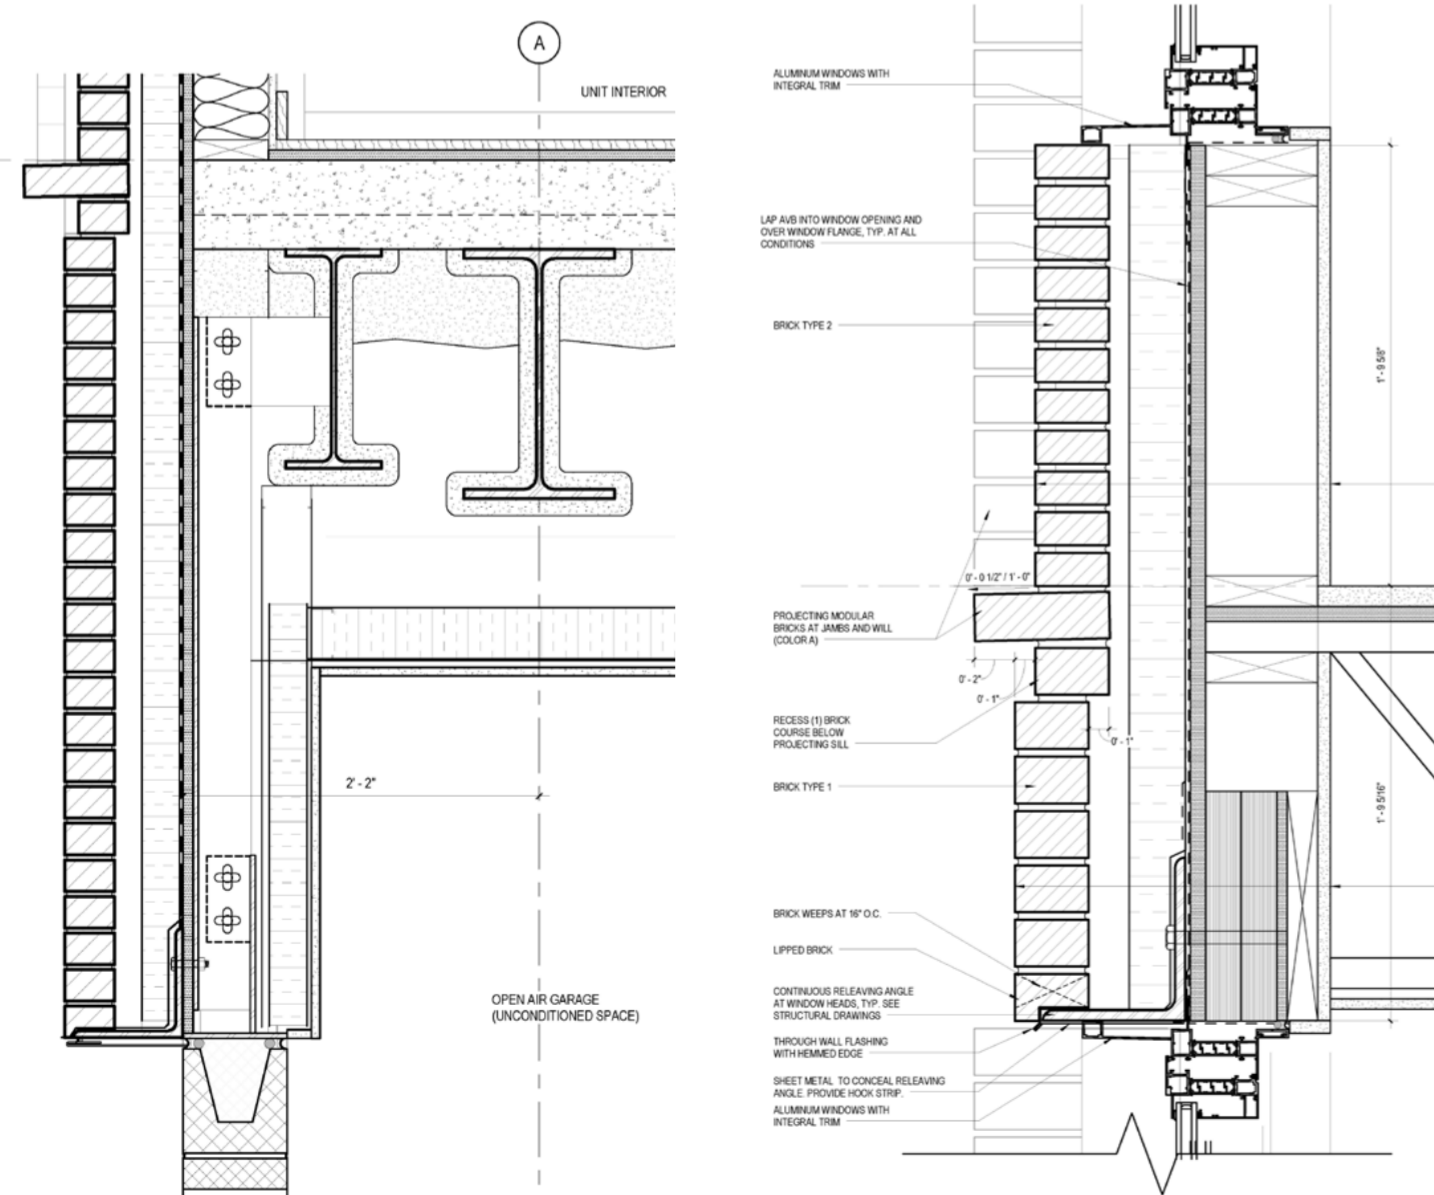 A
UNIT INTERIOR
2' - 2"
OPEN AIR GARAGE
(UNCONDITIONED SPACE)
ALUMINUM WINDOWS WITH
INTEGRAL TRIM
LAP AVB INTO WINDOW OPENING AND
OVER WINDOW FLANGE, TYP. AT ALL
CONDITIONS
BRICK TYPE 2
1' - 9 5/8"
0' - 0 1/2" / 1' - 0"
PROJECTING MODULAR
BRICKS AT JAMBS AND WILL
(COLOR A)
0' - 2"
0' - 1"
RECESS (1) BRICK
COURSE BELOW
PROJECTING SILL
0' - 1"
BRICK TYPE 1
1' - 9 5/16"
BRICK WEEPS AT 16" O.C.
LIPPED BRICK
CONTINUOUS RELEAVING ANGLE
AT WINDOW HEADS, TYP. SEE
STRUCTURAL DRAWINGS
THROUGH WALL FLASHING
WITH HEMMED EDGE
SHEET METAL TO CONCEAL RELEAVING
ANGLE. PROVIDE HOOK STRIP.
ALUMINUM WINDOWS WITH
INTEGRAL TRIM